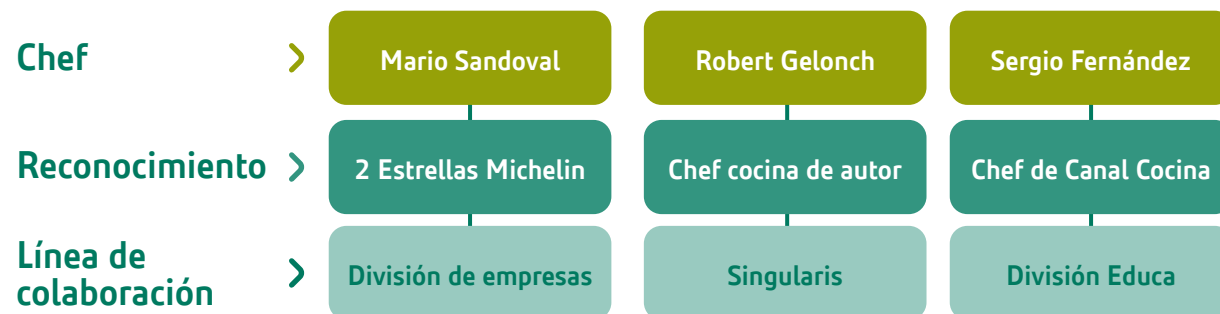 Chef
Mario Sandoval
Robert Gelonch
Sergio Fernández
Reconocimiento
2 Estrellas Michelin
Chef cocina de autor
Chef de Canal Cocina
Línea de
colaboración
División de empresas
Singularis
División Educa